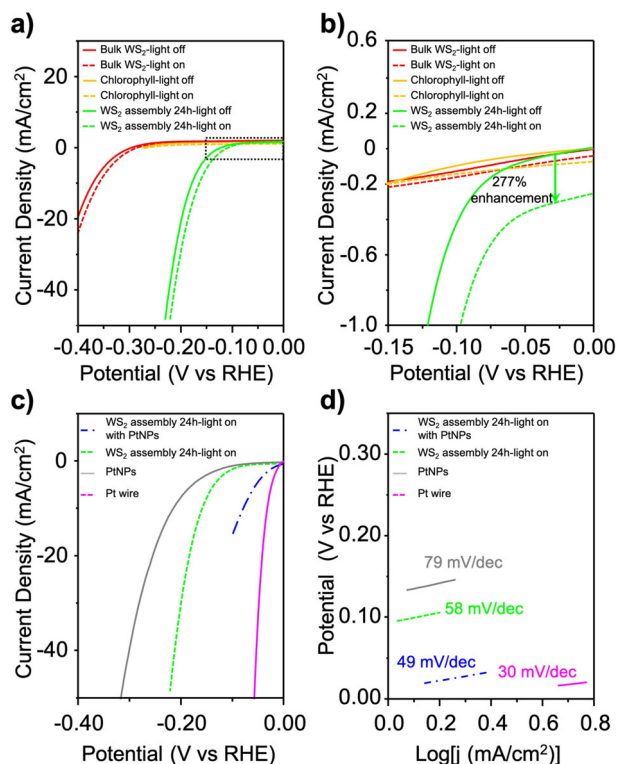 a)
Bulk WS2-light off
Bulk WS2-light on
Chlorophyll-light off
Chlorophyll-light on
WS2 assembly 24h-light off
WS2 assembly 24h-light on
20
0
-20
-40
Current Density (mA/cm²)
-0.40 -0.30 -0.20 -0.10 0.00
Potential (V vs RHE)
b)
Bulk WS2-light off
Bulk WS2-light on
Chlorophyll-light off
Chlorophyll-light on
WS2 assembly 24h-light off
WS2 assembly 24h-light on
0.6
0.3
0
-0.2
-0.6
-1.0
277%
enhancement
Current Density (mA/cm²)
-0.15 -0.10 -0.05 0.00
Potential (V vs RHE)
c)
WS2 assembly 24h-light on
with PtNPs
WS2 assembly 24h-light on
PtNPs
Pt wire
0
-20
-40
Current Density (mA/cm²)
-0.40 -0.20 0.00
Potential (V vs RHE)
d)
WS2 assembly 24h-light on
with PtNPs
WS2 assembly 24h-light on
PtNPs
Pt wire
0.35
0.30
0.20
0.10
0.00
Potential (V vs RHE)
79 mV/dec
58 mV/dec
49 mV/dec
30 mV/dec
0.0 0.2 0.4 0.6 0.8
Log[j (mA/cm²)]